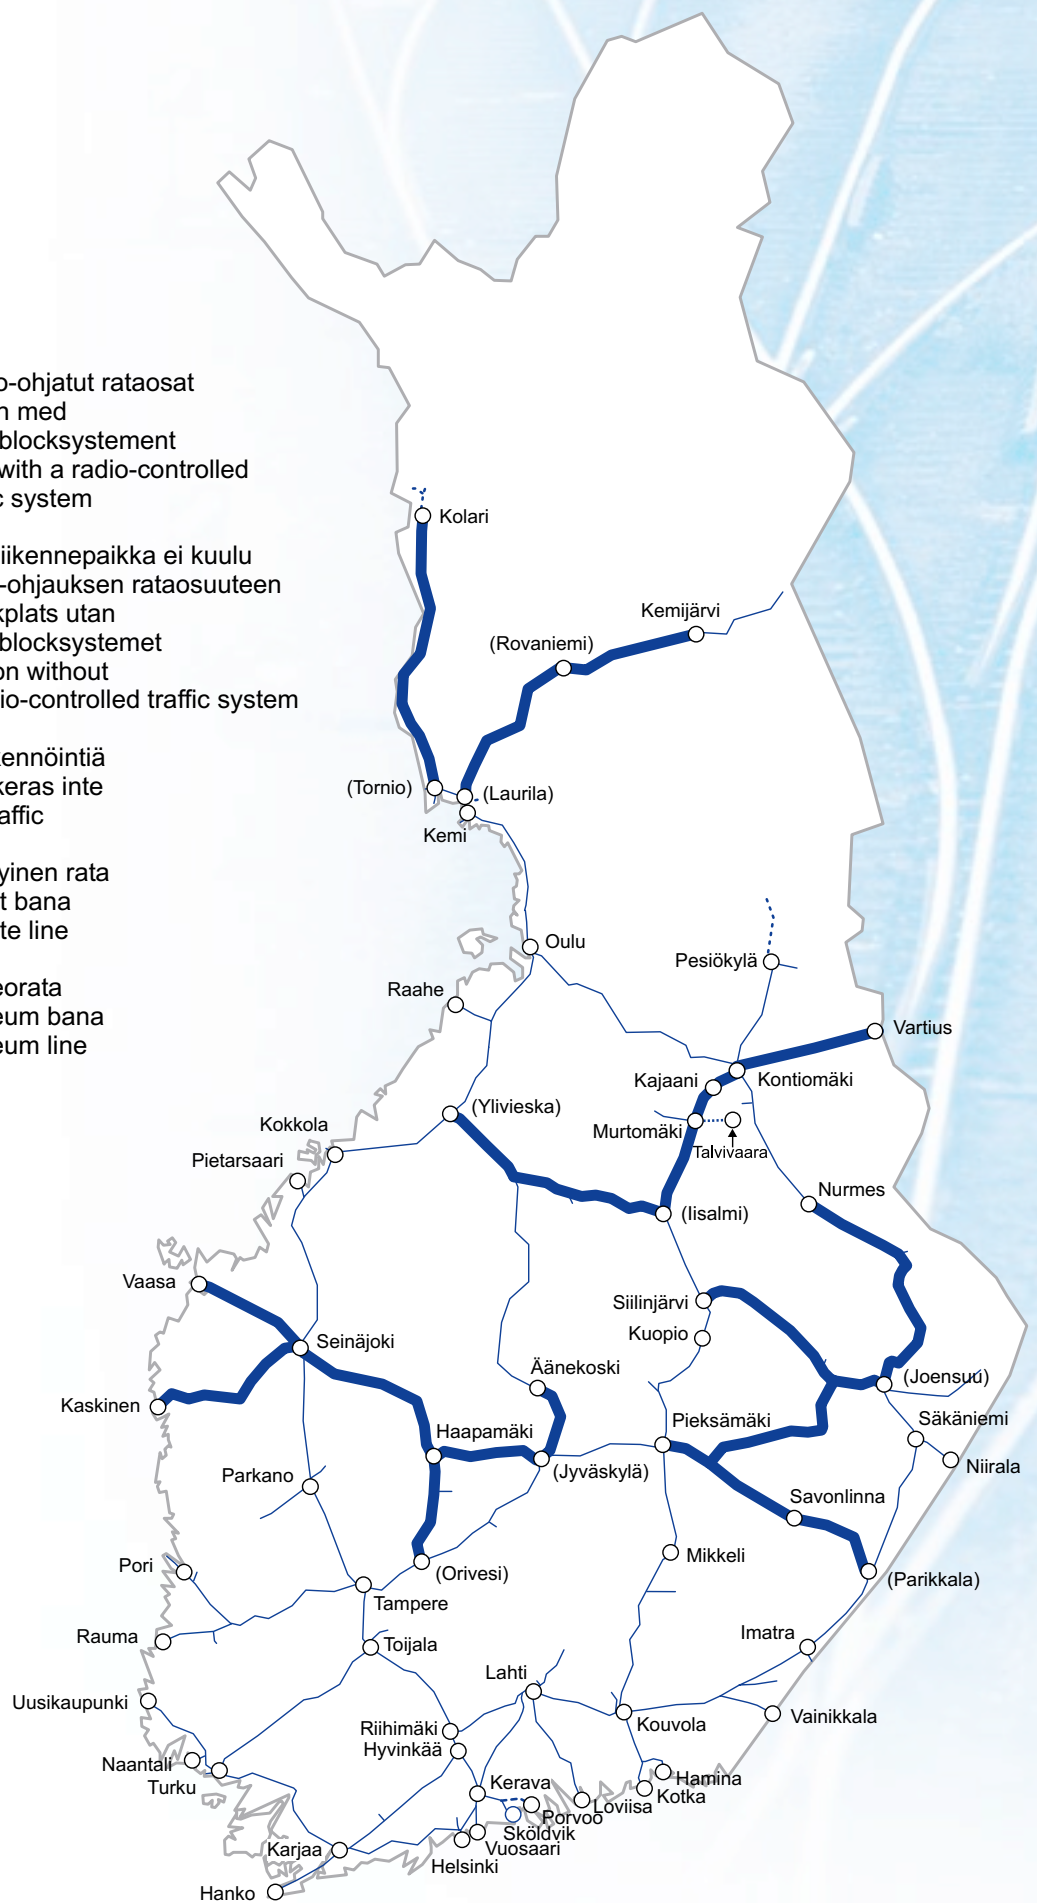 o-ohjatut rataosat
n med
blocksystement
with a radio-controlled
c system
iikennepaikka ei kuulu
-ohjauksen rataosuuteen
kplats utan
blocksystemet
on without
io-controlled traffic system
kennöintiä
keras inte
affic
yinen rata
t bana
te line
eorata
eum bana
eum line
Kolari
Kemijärvi
(Rovaniemi)
(Tornio)
(Laurila)
Kemi
Oulu
Pesiökylä
Raahe
Vartius
Kajaani
Kontiomäki
(Ylivieska)
Murtomäki
Talvivaara
Kokkola
Pietarsaari
Nurmes
(Iisalmi)
Vaasa
Siilinjärvi
Kuopio
Seinäjoki
Äänekoski
(Joensuu)
Kaskinen
Haapamäki
Pieksämäki
Säkäniemi
(Jyväskylä)
Niirala
Parkano
Savonlinna
Mikkeli
Pori
(Orivesi)
(Parikkala)
Tampere
Rauma
Toijala
Imatra
Lahti
Uusikaupunki
Riihimäki
Kouvola
Vainikkala
Hyvinkää
Naantali
Turku
Kerava
Hamina
Kotka
Loviisa
Porvoo
Sköldvik
Vuosaari
Karjaa
Helsinki
Hanko